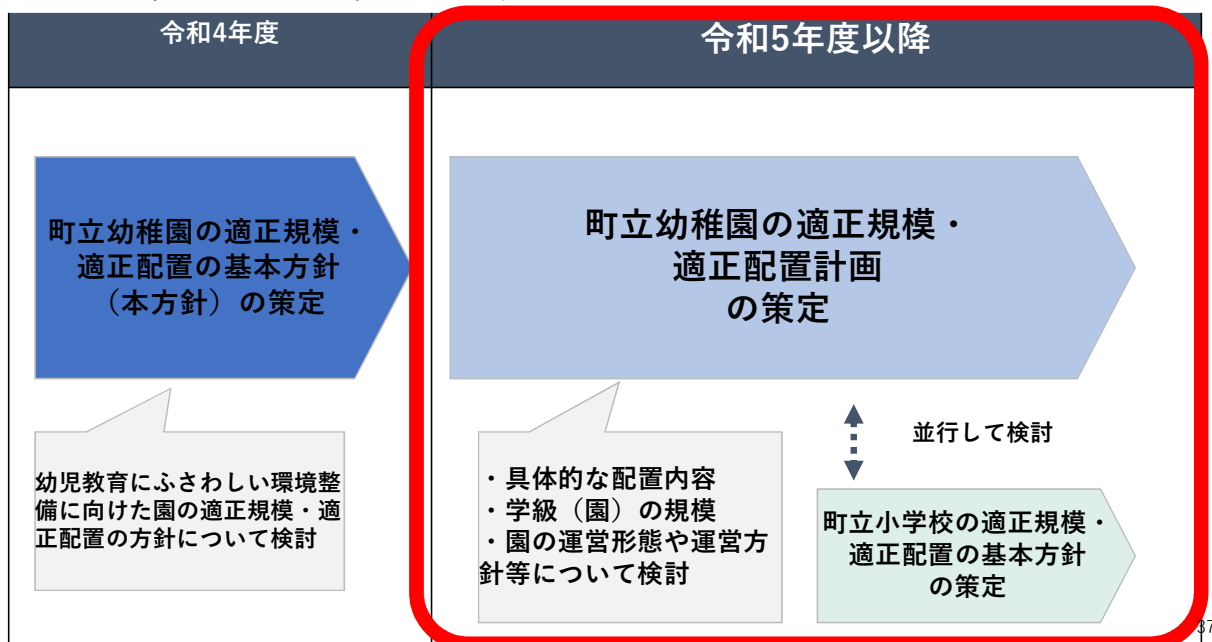 令和4年度
令和5年度以降
町立幼稚園の適正規模・
適正配置の基本方針
（本方針）の策定
町立幼稚園の適正規模・
適正配置計画
の策定
幼児教育にふさわしい環境整
備に向けた園の適正規模・適
正配置の方針について検討
・具体的な配置内容
・学級（園）の規模
・園の運営形態や運営方
針等について検討
並行して検討
町立小学校の適正規模・
適正配置の基本方針
の策定
37